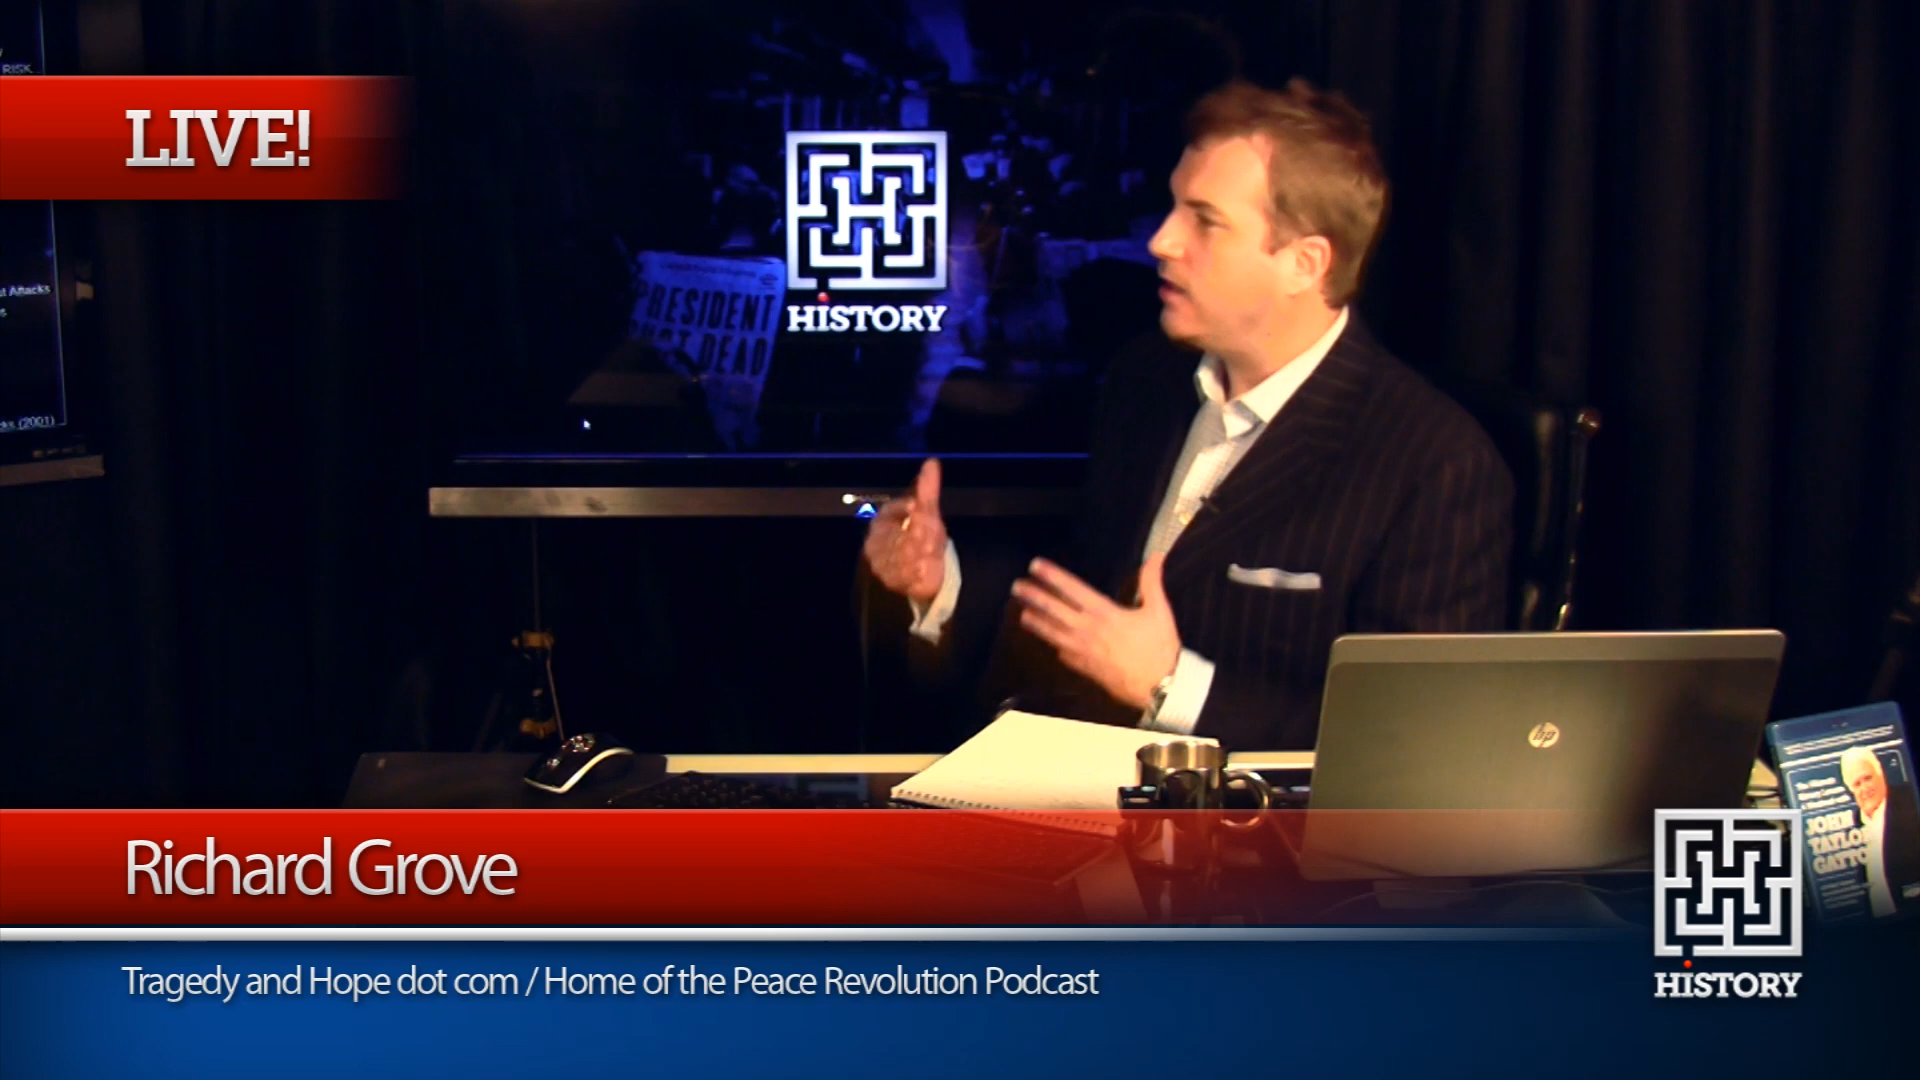 RISK
LIVE!
Attacks
(2001)
PRESIDENT
DEAD
HiSTORY
hp
JOHN
TAYLOR
GATTO
Richard Grove
Tragedy and Hope dot com / Home of the Peace Revolution Podcast
HiSTORY